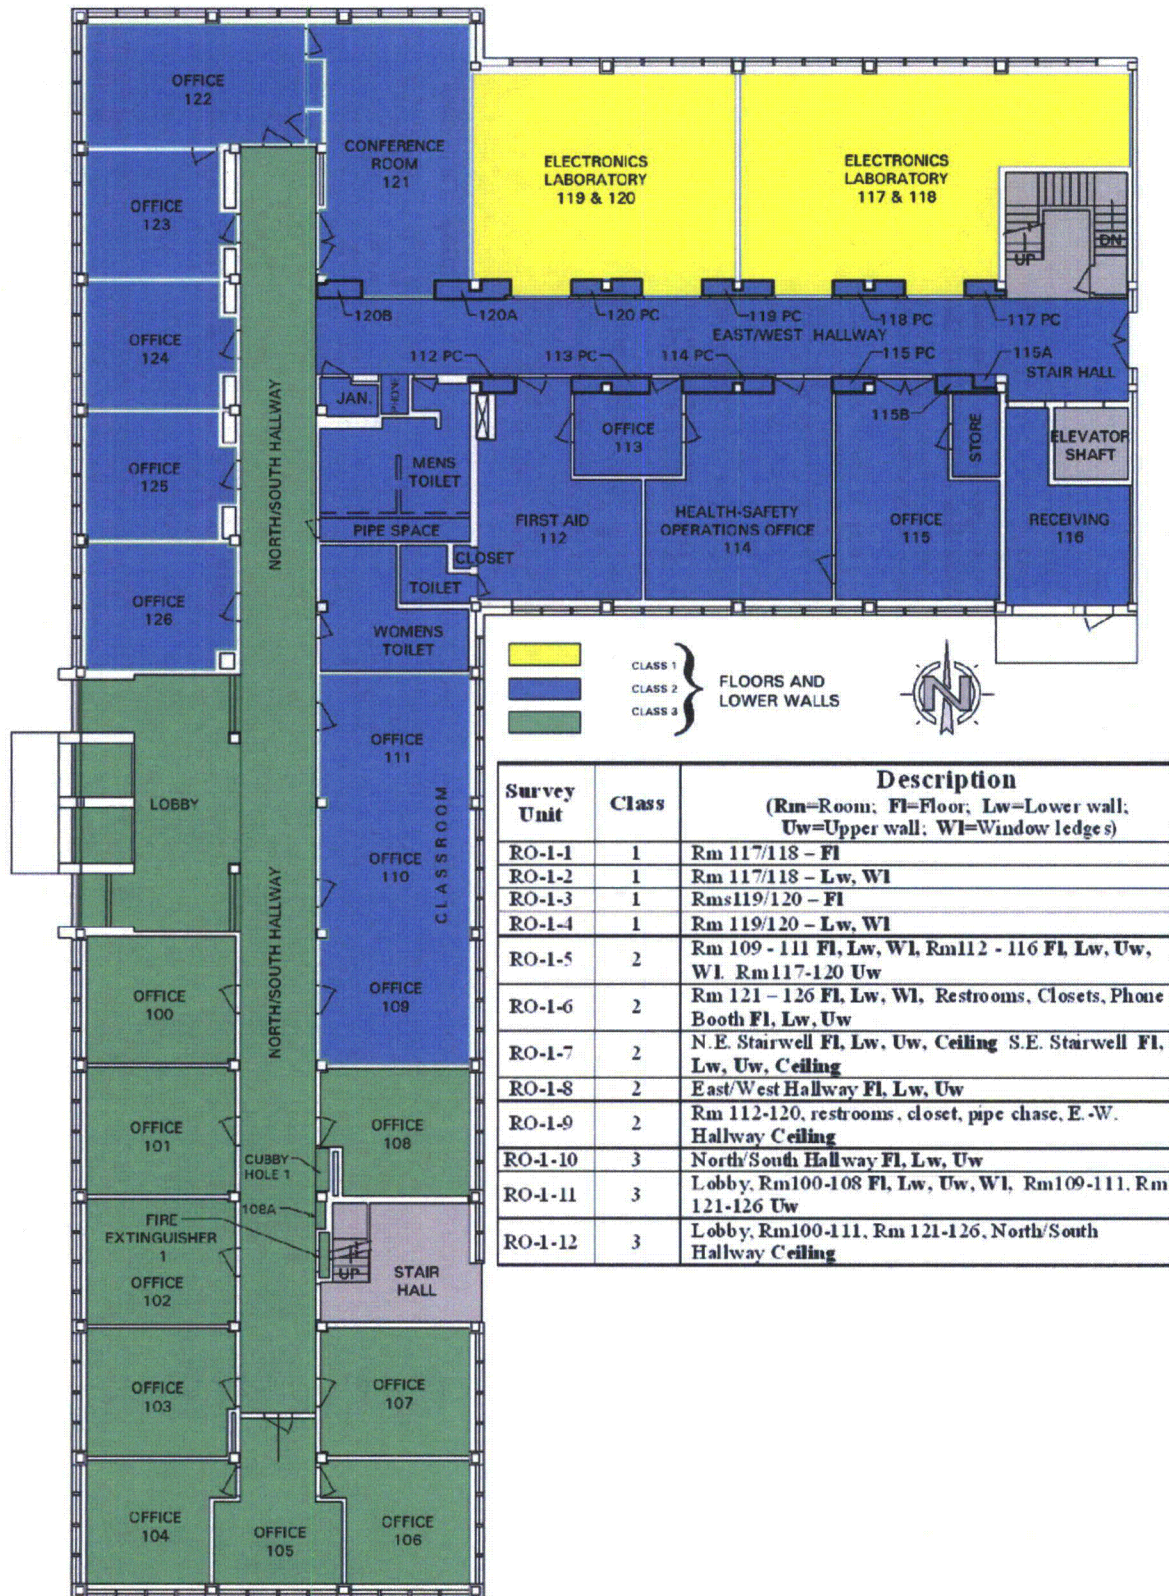 OFFICE
122
CONFERENCE
ROOM
121
ELECTRONICS
LABORATORY
119 & 120
ELECTRONICS
LABORATORY
117 & 118
OFFICE
123
UP
DN
120B
120A
120 PC
119 PC
118 PC
117 PC
EAST/WEST HALLWAY
OFFICE
124
112 PC
113 PC
114 PC
115 PC
115A
STAIR HALL
JAN.
PHONE
115B
NORTH/SOUTH HALLWAY
OFFICE
113
STORE
ELEVATOR
SHAFT
OFFICE
125
MENS
TOILET
PIPE SPACE
FIRST AID
112
HEALTH-SAFETY
OPERATIONS OFFICE
114
OFFICE
115
RECEIVING
116
CLOSET
TOILET
OFFICE
126
WOMENS
TOILET
CLASS 1
CLASS 2
CLASS 3
FLOORS AND
LOWER WALLS
N
OFFICE
111
LOBBY
CLASSROOM
OFFICE
110
NORTH/SOUTH HALLWAY
OFFICE
109
OFFICE
100
OFFICE
101
OFFICE
108
CUBBY
HOLE 1
108A
FIRE
EXTINGUISHER
1
OFFICE
102
UP
STAIR
HALL
OFFICE
103
OFFICE
107
OFFICE
104
OFFICE
105
OFFICE
106
Survey Unit Class Description
(Rm=Room; Fl=Floor; Lw=Lower wall;
Uw=Upper wall; Wl=Window ledges)
RO-1-1 1 Rm 117/118 – Fl
RO-1-2 1 Rm 117/118 – Lw, Wl
RO-1-3 1 Rms119/120 – Fl
RO-1-4 1 Rm 119/120 – Lw, Wl
RO-1-5 2 Rm 109 - 111 Fl, Lw, Wl, Rm112 - 116 Fl, Lw, Uw,
Wl. Rm117-120 Uw
RO-1-6 2 Rm 121 – 126 Fl, Lw, Wl, Restrooms, Closets, Phone
Booth Fl, Lw, Uw
RO-1-7 2 N.E. Stairwell Fl, Lw, Uw, Ceiling S.E. Stairwell Fl,
Lw, Uw, Ceiling
RO-1-8 2 East/West Hallway Fl, Lw, Uw
RO-1-9 2 Rm 112-120, restrooms, closet, pipe chase, E.-W.
Hallway Ceiling
RO-1-10 3 North/South Hallway Fl, Lw, Uw
RO-1-11 3 Lobby, Rm100-108 Fl, Lw, Uw, Wl, Rm109-111, Rm
121-126 Uw
RO-1-12 3 Lobby, Rm100-111, Rm 121-126, North/South
Hallway Ceiling